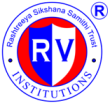 Rashtreeya Sikshana Samithi Trust
R
RV
INSTITUTIONS